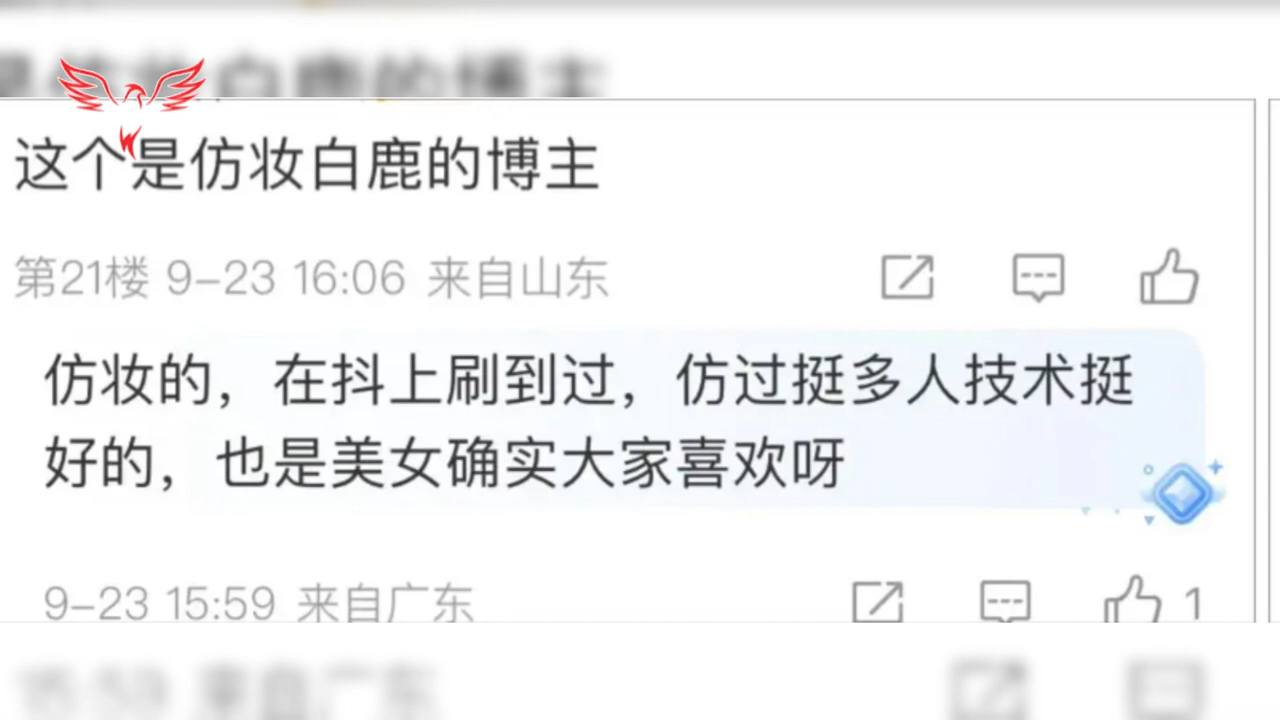 这个是仿妆白鹿的博主
第21楼 9-23 16:06 来自山东
仿妆的，在抖上刷到过，仿过挺多人技术挺
好的，也是美女确实大家喜欢呀
9-23 15:59 来自广东
1